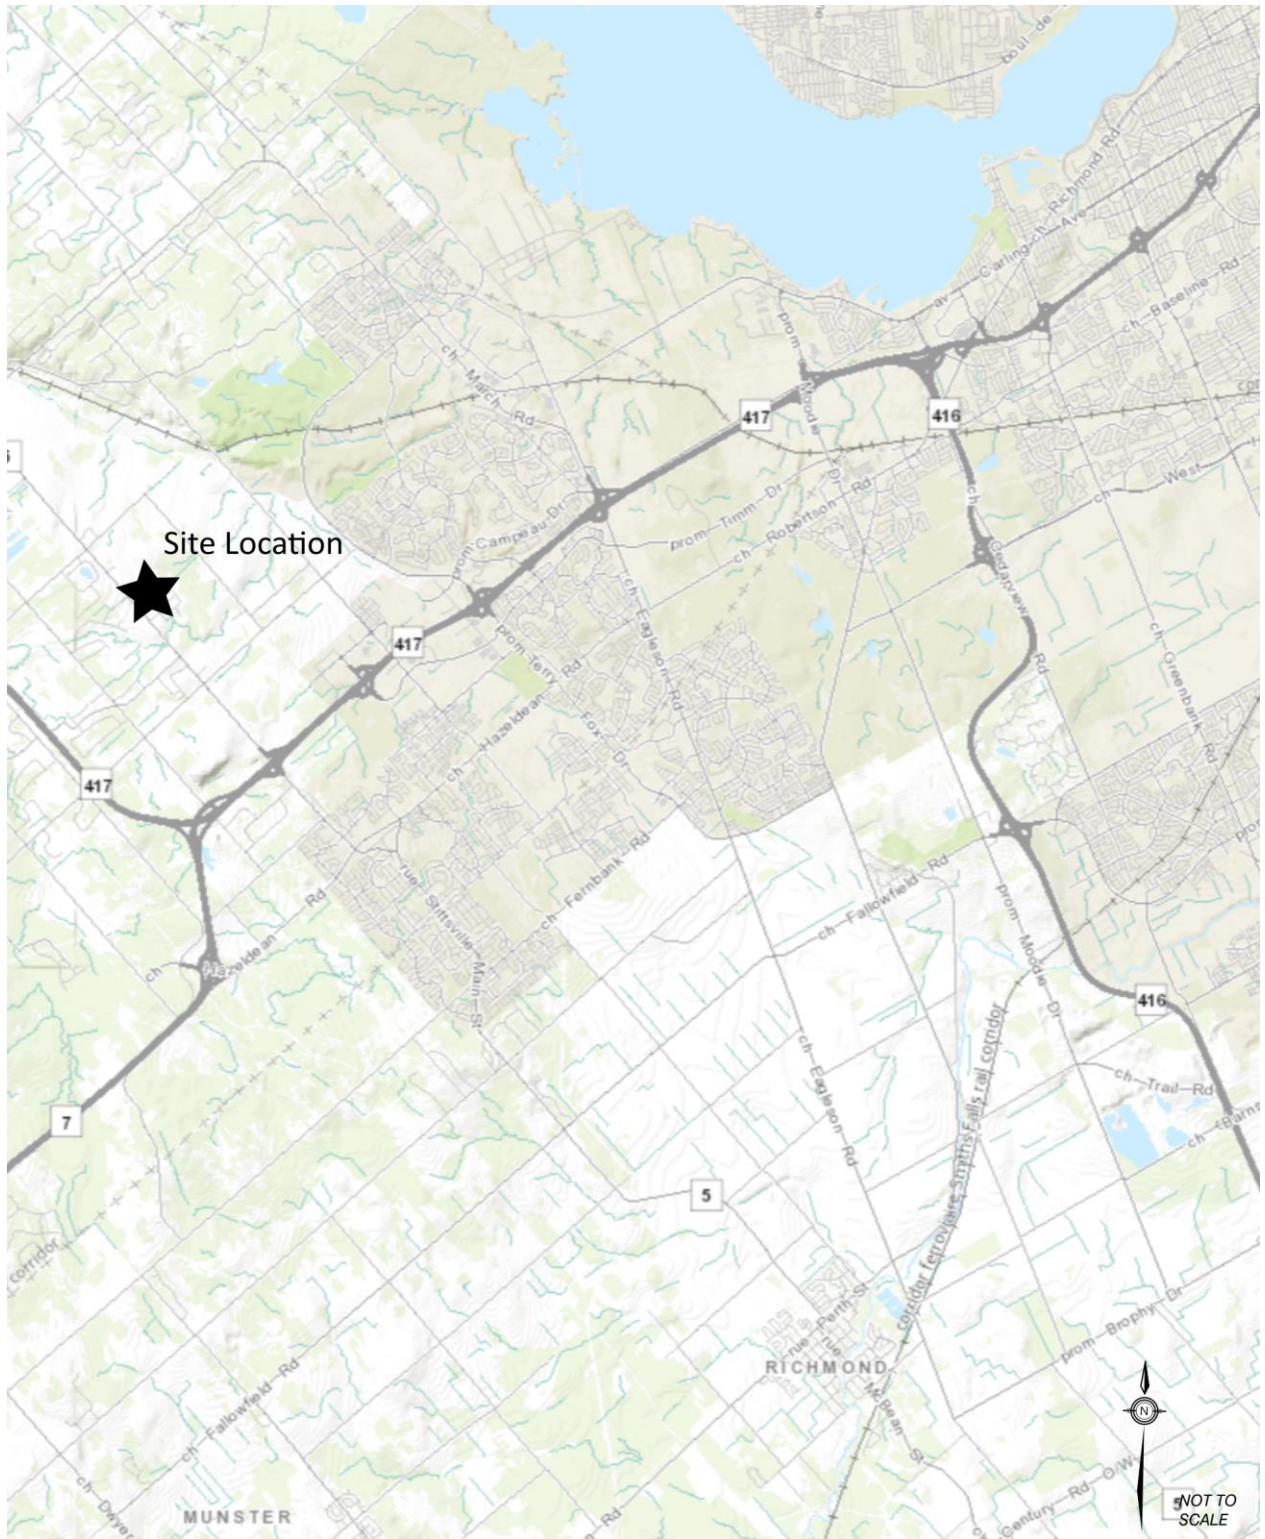 boul-de
ch-Richmond-Rd
av
Carling
Ave
ch-Baseline-Rd
prom
Moodie
Dr
ch
March
Rd
417
416
ch
ch-West
Site Location
prom-Campeau-Dr
prom-Timm-Dr
ch-Robertson-Rd
Cedarview
Rd
417
ch-Eagleson-Rd
prom-Terry
Fox
Dr
ch-Hazeldean
Rd
ch-Greenbank
Rd
417
ch-Fernbank-Rd
ch-Fallowfield-Rd
rue-Stittsville
Main-St
ch
Hazeldean
Rd
prom-Moodie-Dr
416
ch-Eagleson-Rd
ch-Trail-Rd
7
5
corridor ferroviaire Smiths Falls rail corridor
corridor
rue-Perth-St
RICHMOND
rue
McBean
St
prom-Brophy-Dr
N
ch-Fallowfield-Rd
ch-Dwyer
MUNSTER
Century-Rd-O/W
5
NOT TO
SCALE